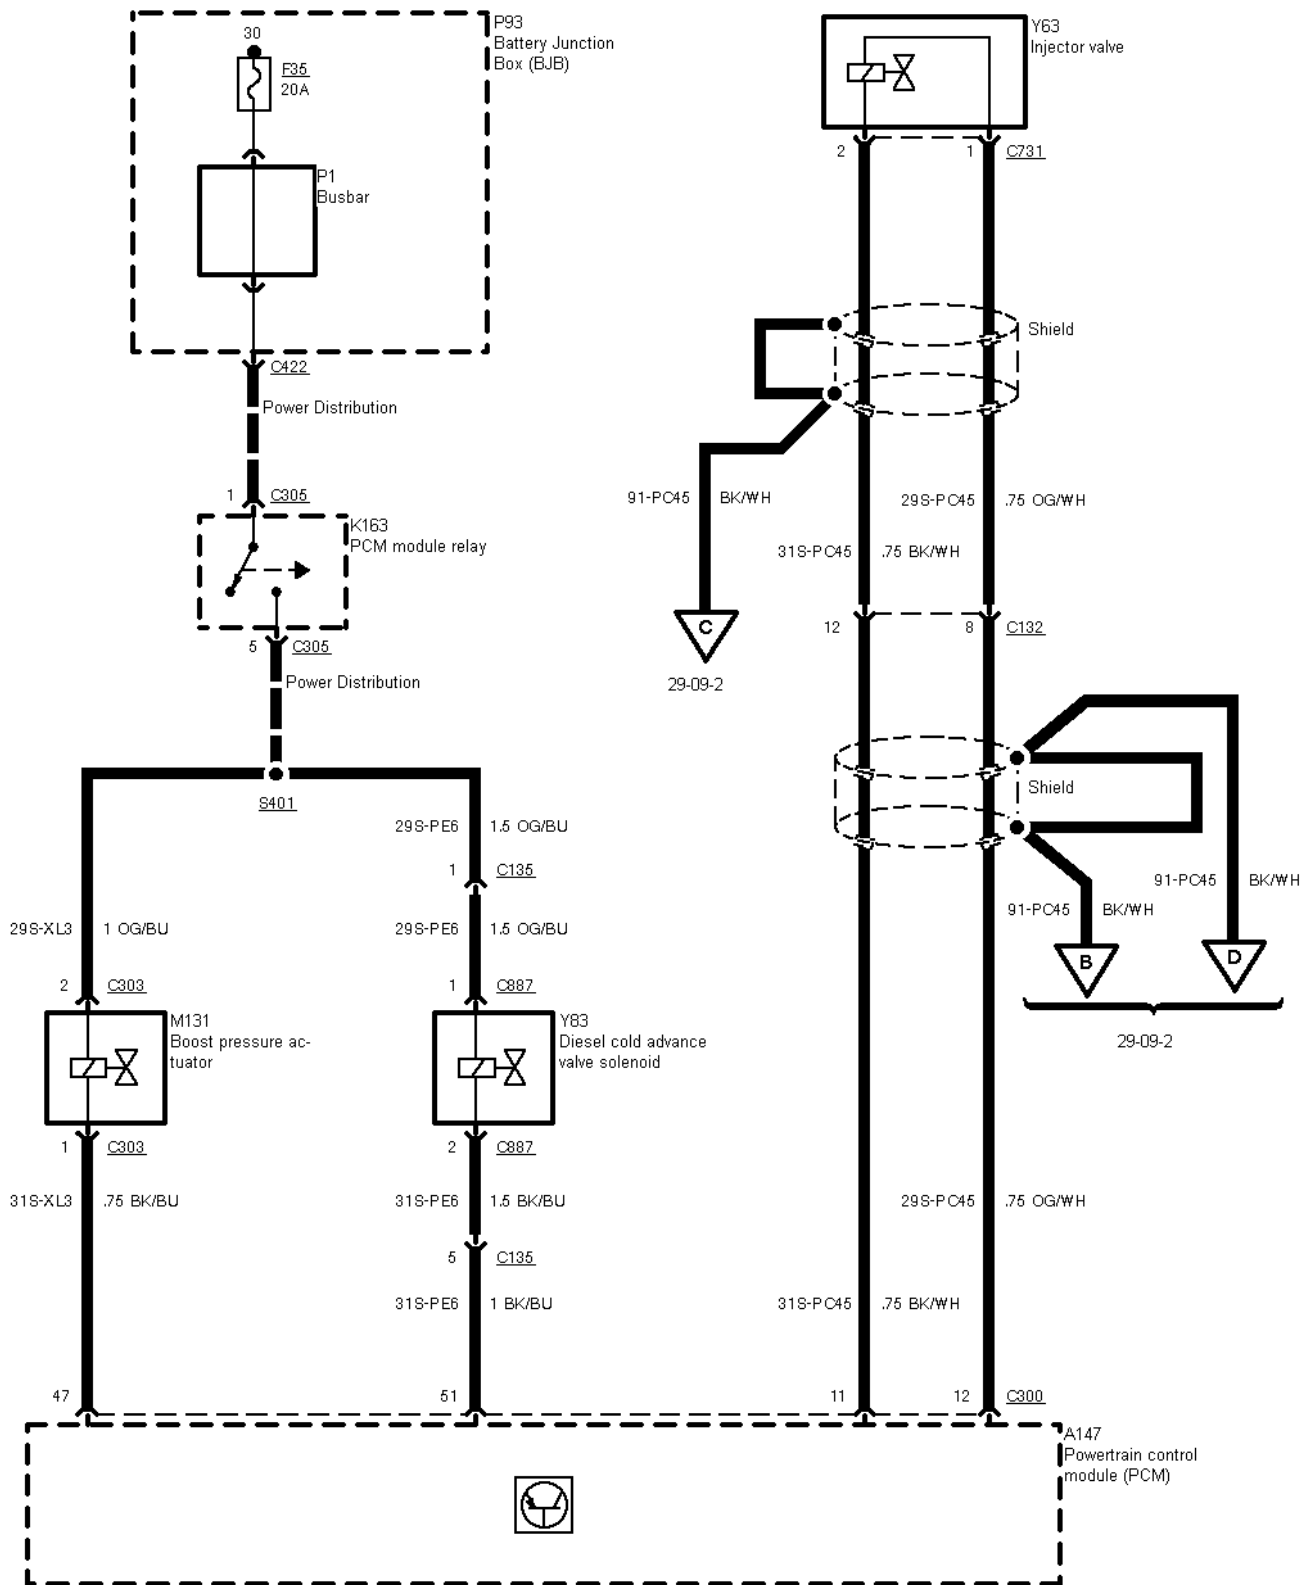 P93
Battery Junction
Box (BJB)
30
F35
20A
P1
Busbar
C422
Power Distribution
1 C305
K163
PCM module relay
5 C305
Power Distribution
S401
29S-PE6 1.5 OG/BU
1 C135
29S-XL3 1 OG/BU
29S-PE6 1.5 OG/BU
2 C303
1 C887
M131
Boost pressure ac-
tuator
Y83
Diesel cold advance
valve solenoid
1 C303
2 C887
31S-XL3 .75 BK/BU
31S-PE6 1.5 BK/BU
5 C135
31S-PE6 1 BK/BU
47
51
Y63
Injector valve
2
1 C731
Shield
91-PC45 BK/WH
29S-PC45 .75 OG/WH
31S-PC45 .75 BK/WH
C
29-09-2
12
8 C132
Shield
91-PC45 BK/WH
91-PC45 BK/WH
B
D
29-09-2
29S-PC45 .75 OG/WH
31S-PC45 .75 BK/WH
11
12 C300
A147
Powertrain control
module (PCM)